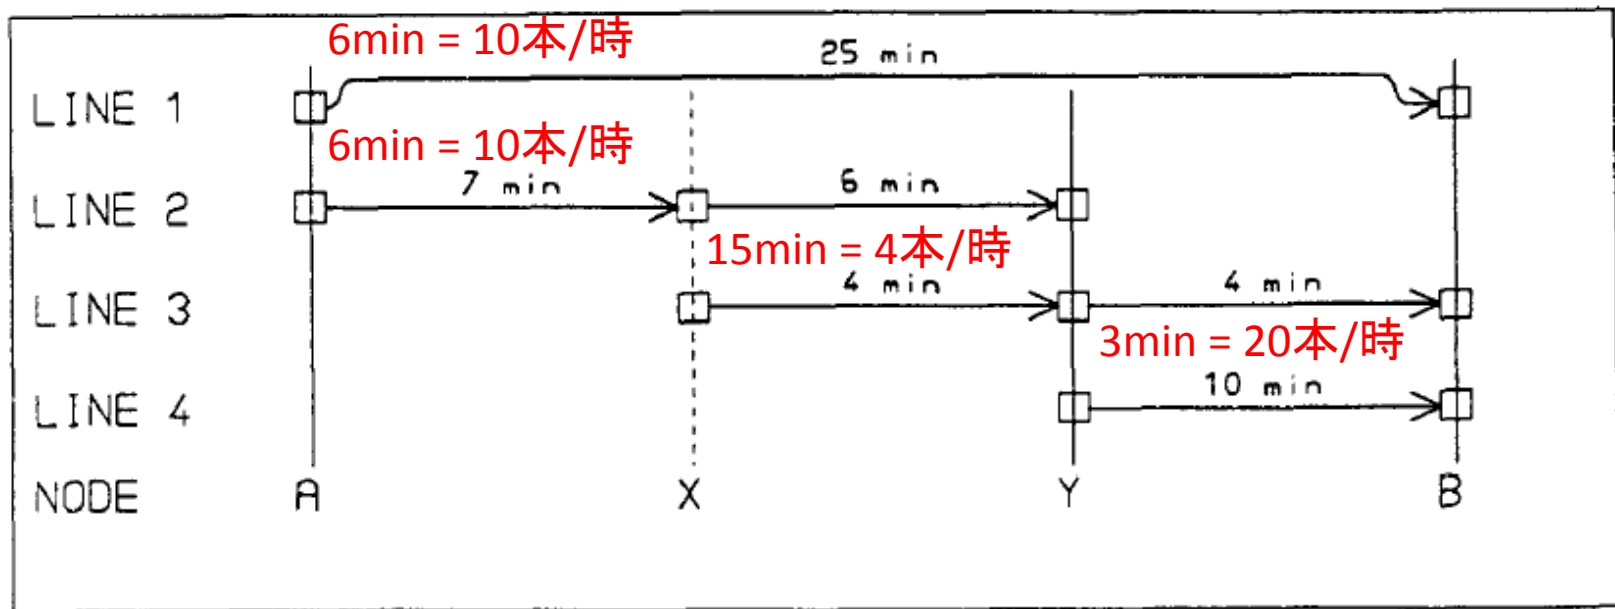 6min = 10本/時
25 min
LINE 1
6min = 10本/時
7 min
6 min
LINE 2
15min = 4本/時
4 min
4 min
LINE 3
3min = 20本/時
10 min
LINE 4
NODE A X Y B